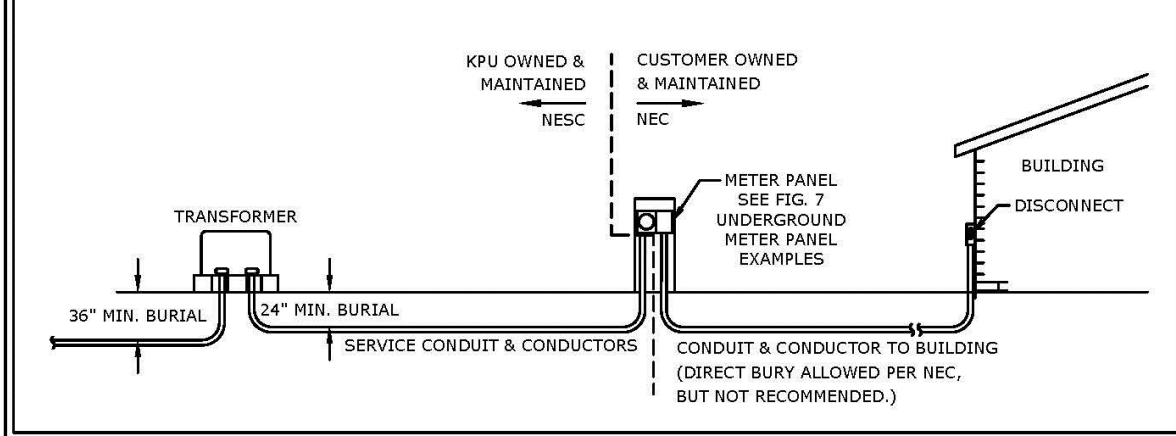 KPU OWNED &
MAINTAINED
NESC
CUSTOMER OWNED
& MAINTAINED
NEC
BUILDING
METER PANEL
SEE FIG. 7
UNDERGROUND
METER PANEL
EXAMPLES
DISCONNECT
TRANSFORMER
36" MIN. BURIAL
24" MIN. BURIAL
SERVICE CONDUIT & CONDUCTORS
CONDUIT & CONDUCTOR TO BUILDING
(DIRECT BURY ALLOWED PER NEC,
BUT NOT RECOMMENDED.)